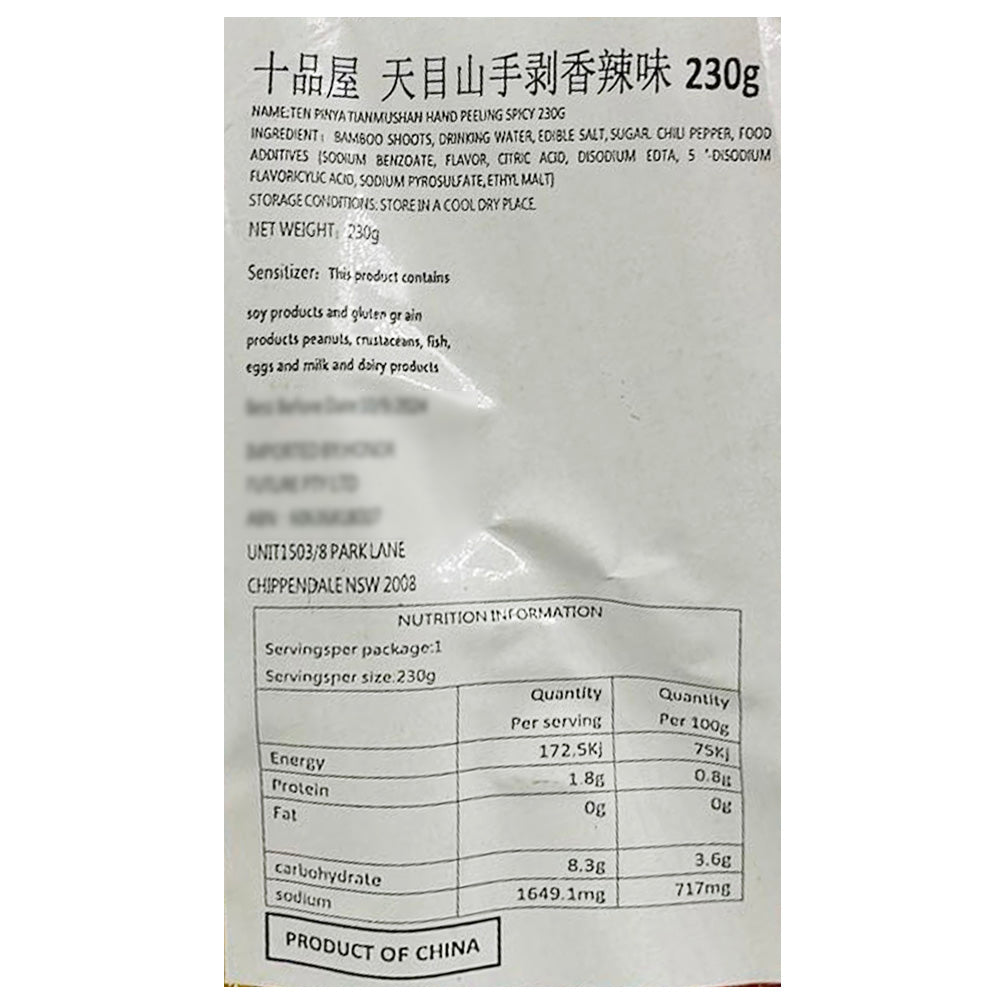 十品屋 天目山手剥香辣味 230g
NAME:TEN PINYA TIANMUSHAN HAND PEELING SPICY 230G
INGREDIENT: BAMBOO SHOOTS, DRINKING WATER, EDIBLE SALT, SUGAR. CHILI PEPPER, FOOD
ADDITIVES (SODIUM BENZOATE, FLAVOR, CITRIC ACID, DISODIUM EDTA, 5 '-DISODIUM
FLAVORICYLIC ACID, SODIUM PYROSULFATE, ETHYL MALT)
STORAGE CONDITIONS: STORE IN A COOL DRY PLACE.
NET WEIGHT: 230g
Sensitizer: This product contains
soy products and gluten gr ain
products peanuts, crustaceans, fish,
eggs and milk and dairy products
UNIT1503/8 PARK LANE
CHIPPENDALE NSW 2008
NUTRITION INFORMATION
Servingsper package:1
Servingsper size:230g
Quantity Per serving Quantity Per 100g
Energy 172.5Kj 75Kj
Protein 1.8g 0.8g
Fat 0g 0g
carbohydrate 8.3g 3.6g
sodium 1649.1mg 717mg
PRODUCT OF CHINA